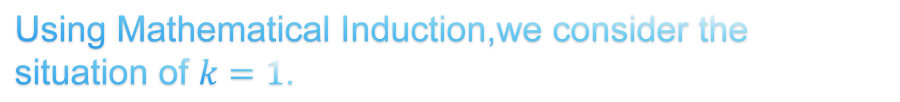 Using Mathematical Induction,we consider the
situation of k = 1.